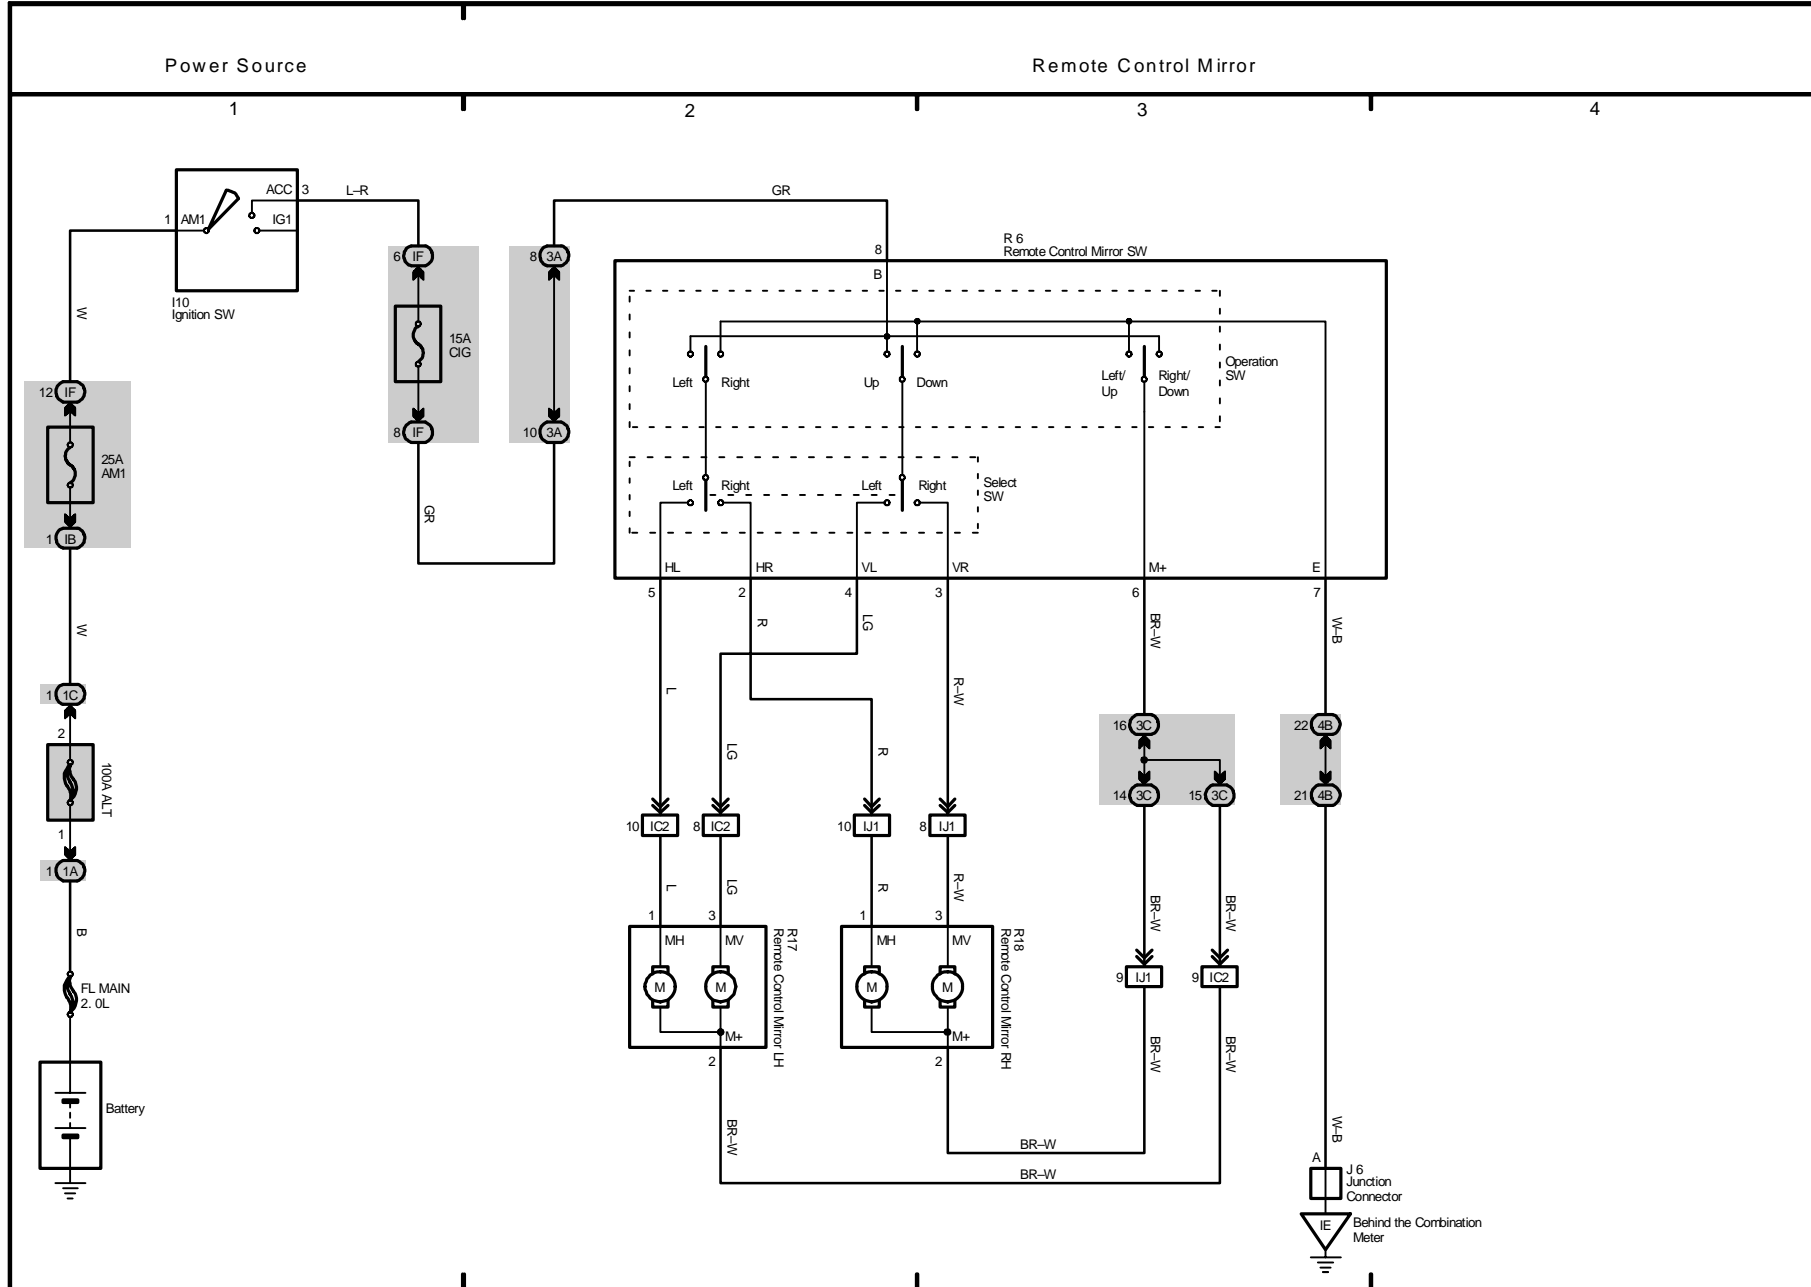 Power Source
Remote Control Mirror
1
2
3
4
ACC 3
L–R
1 AM1
IG1
I10
Ignition SW
W
12 IF
25A
AM1
1 IB
W
1 1C
2
100A ALT
1
1 1A
B
FL MAIN
2. 0L
Battery
6 IF
15A
CIG
8 IF
GR
8 3A
10 3A
GR
8
R 6
Remote Control Mirror SW
B
Left
Right
Up
Down
Left/
Up
Right/
Down
Operation
SW
Left
Right
Left
Right
Select
SW
HL
HR
VL
VR
M+
E
5
2
4
3
6
7
R
LG
BR–W
W–B
L
R–W
LG
R
16 3C
22 4B
14 3C
15 3C
21 4B
10 IC2
8 IC2
10 IJ1
8 IJ1
L
LG
R
R–W
BR–W
BR–W
1
3
1
3
MH
MV
R17
Remote Control Mirror LH
MH
MV
R18
Remote Control Mirror RH
9 IJ1
9 IC2
M
M
M
M
M+
M+
2
2
BR–W
BR–W
BR–W
W–B
BR–W
BR–W
A
J 6
Junction
Connector
IE
Behind the Combination
Meter